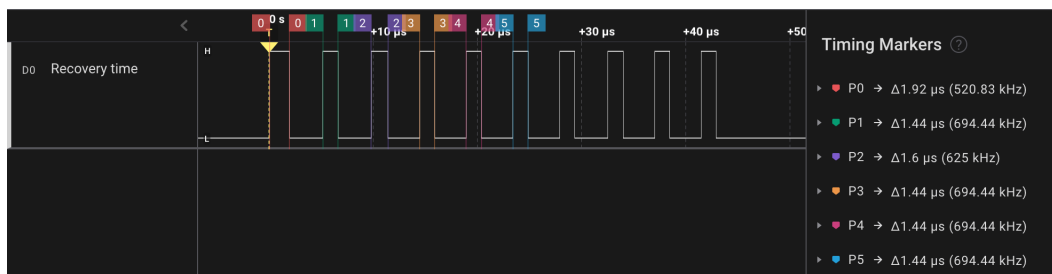 0 0 s 0 1 1 2 2 3 3 4 4 5 5
+10 µs +20 µs +30 µs +40 µs +50
Timing Markers ?
D0 Recovery time
H
L
P0 → Δ1.92 µs (520.83 kHz)
P1 → Δ1.44 µs (694.44 kHz)
P2 → Δ1.6 µs (625 kHz)
P3 → Δ1.44 µs (694.44 kHz)
P4 → Δ1.44 µs (694.44 kHz)
P5 → Δ1.44 µs (694.44 kHz)